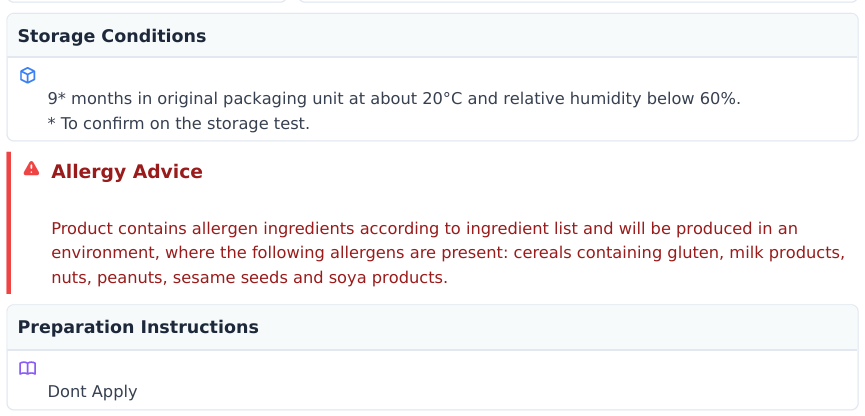 Storage Conditions
9* months in original packaging unit at about 20°C and relative humidity below 60%.
* To confirm on the storage test.
Allergy Advice
Product contains allergen ingredients according to ingredient list and will be produced in an
environment, where the following allergens are present: cereals containing gluten, milk products,
nuts, peanuts, sesame seeds and soya products.
Preparation Instructions
Dont Apply